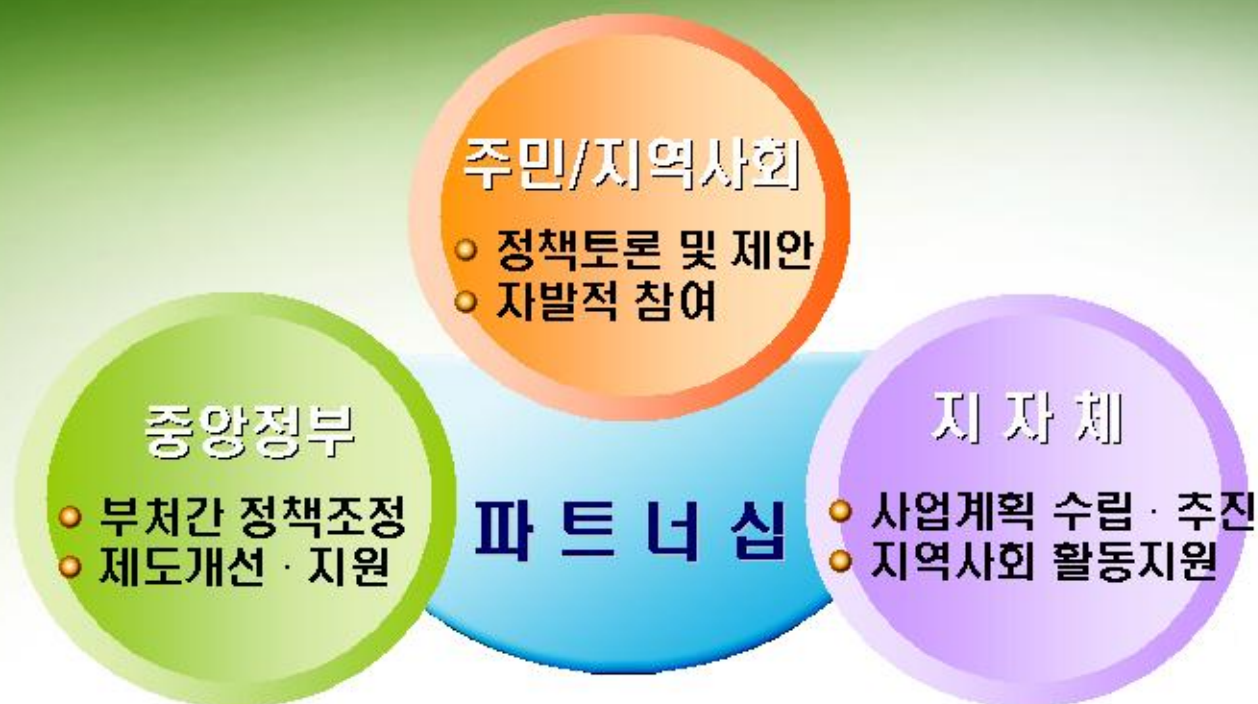 주민/지역사회
정책토론 및 제안
자발적 참여
중앙정부
부처간 정책조정
제도개선 · 지원
파 트 너 십
지 자 체
사업계획 수립 · 추진
지역사회 활동지원